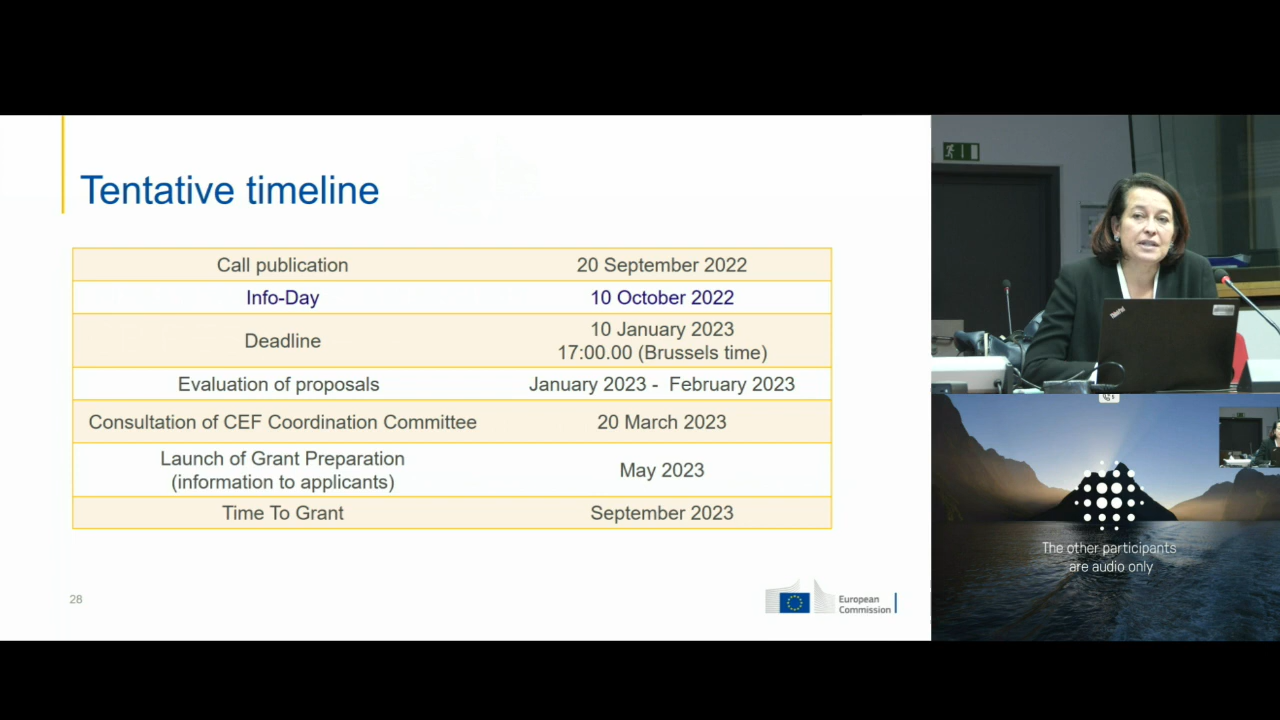 Tentative timeline
Call publication 20 September 2022
Info-Day 10 October 2022
Deadline 10 January 2023
17:00.00 (Brussels time)
Evaluation of proposals January 2023 - February 2023
Consultation of CEF Coordination Committee 20 March 2023
Launch of Grant Preparation
(information to applicants) May 2023
Time To Grant September 2023
28
European
Commission
ThinkPad
The other participants
are audio only